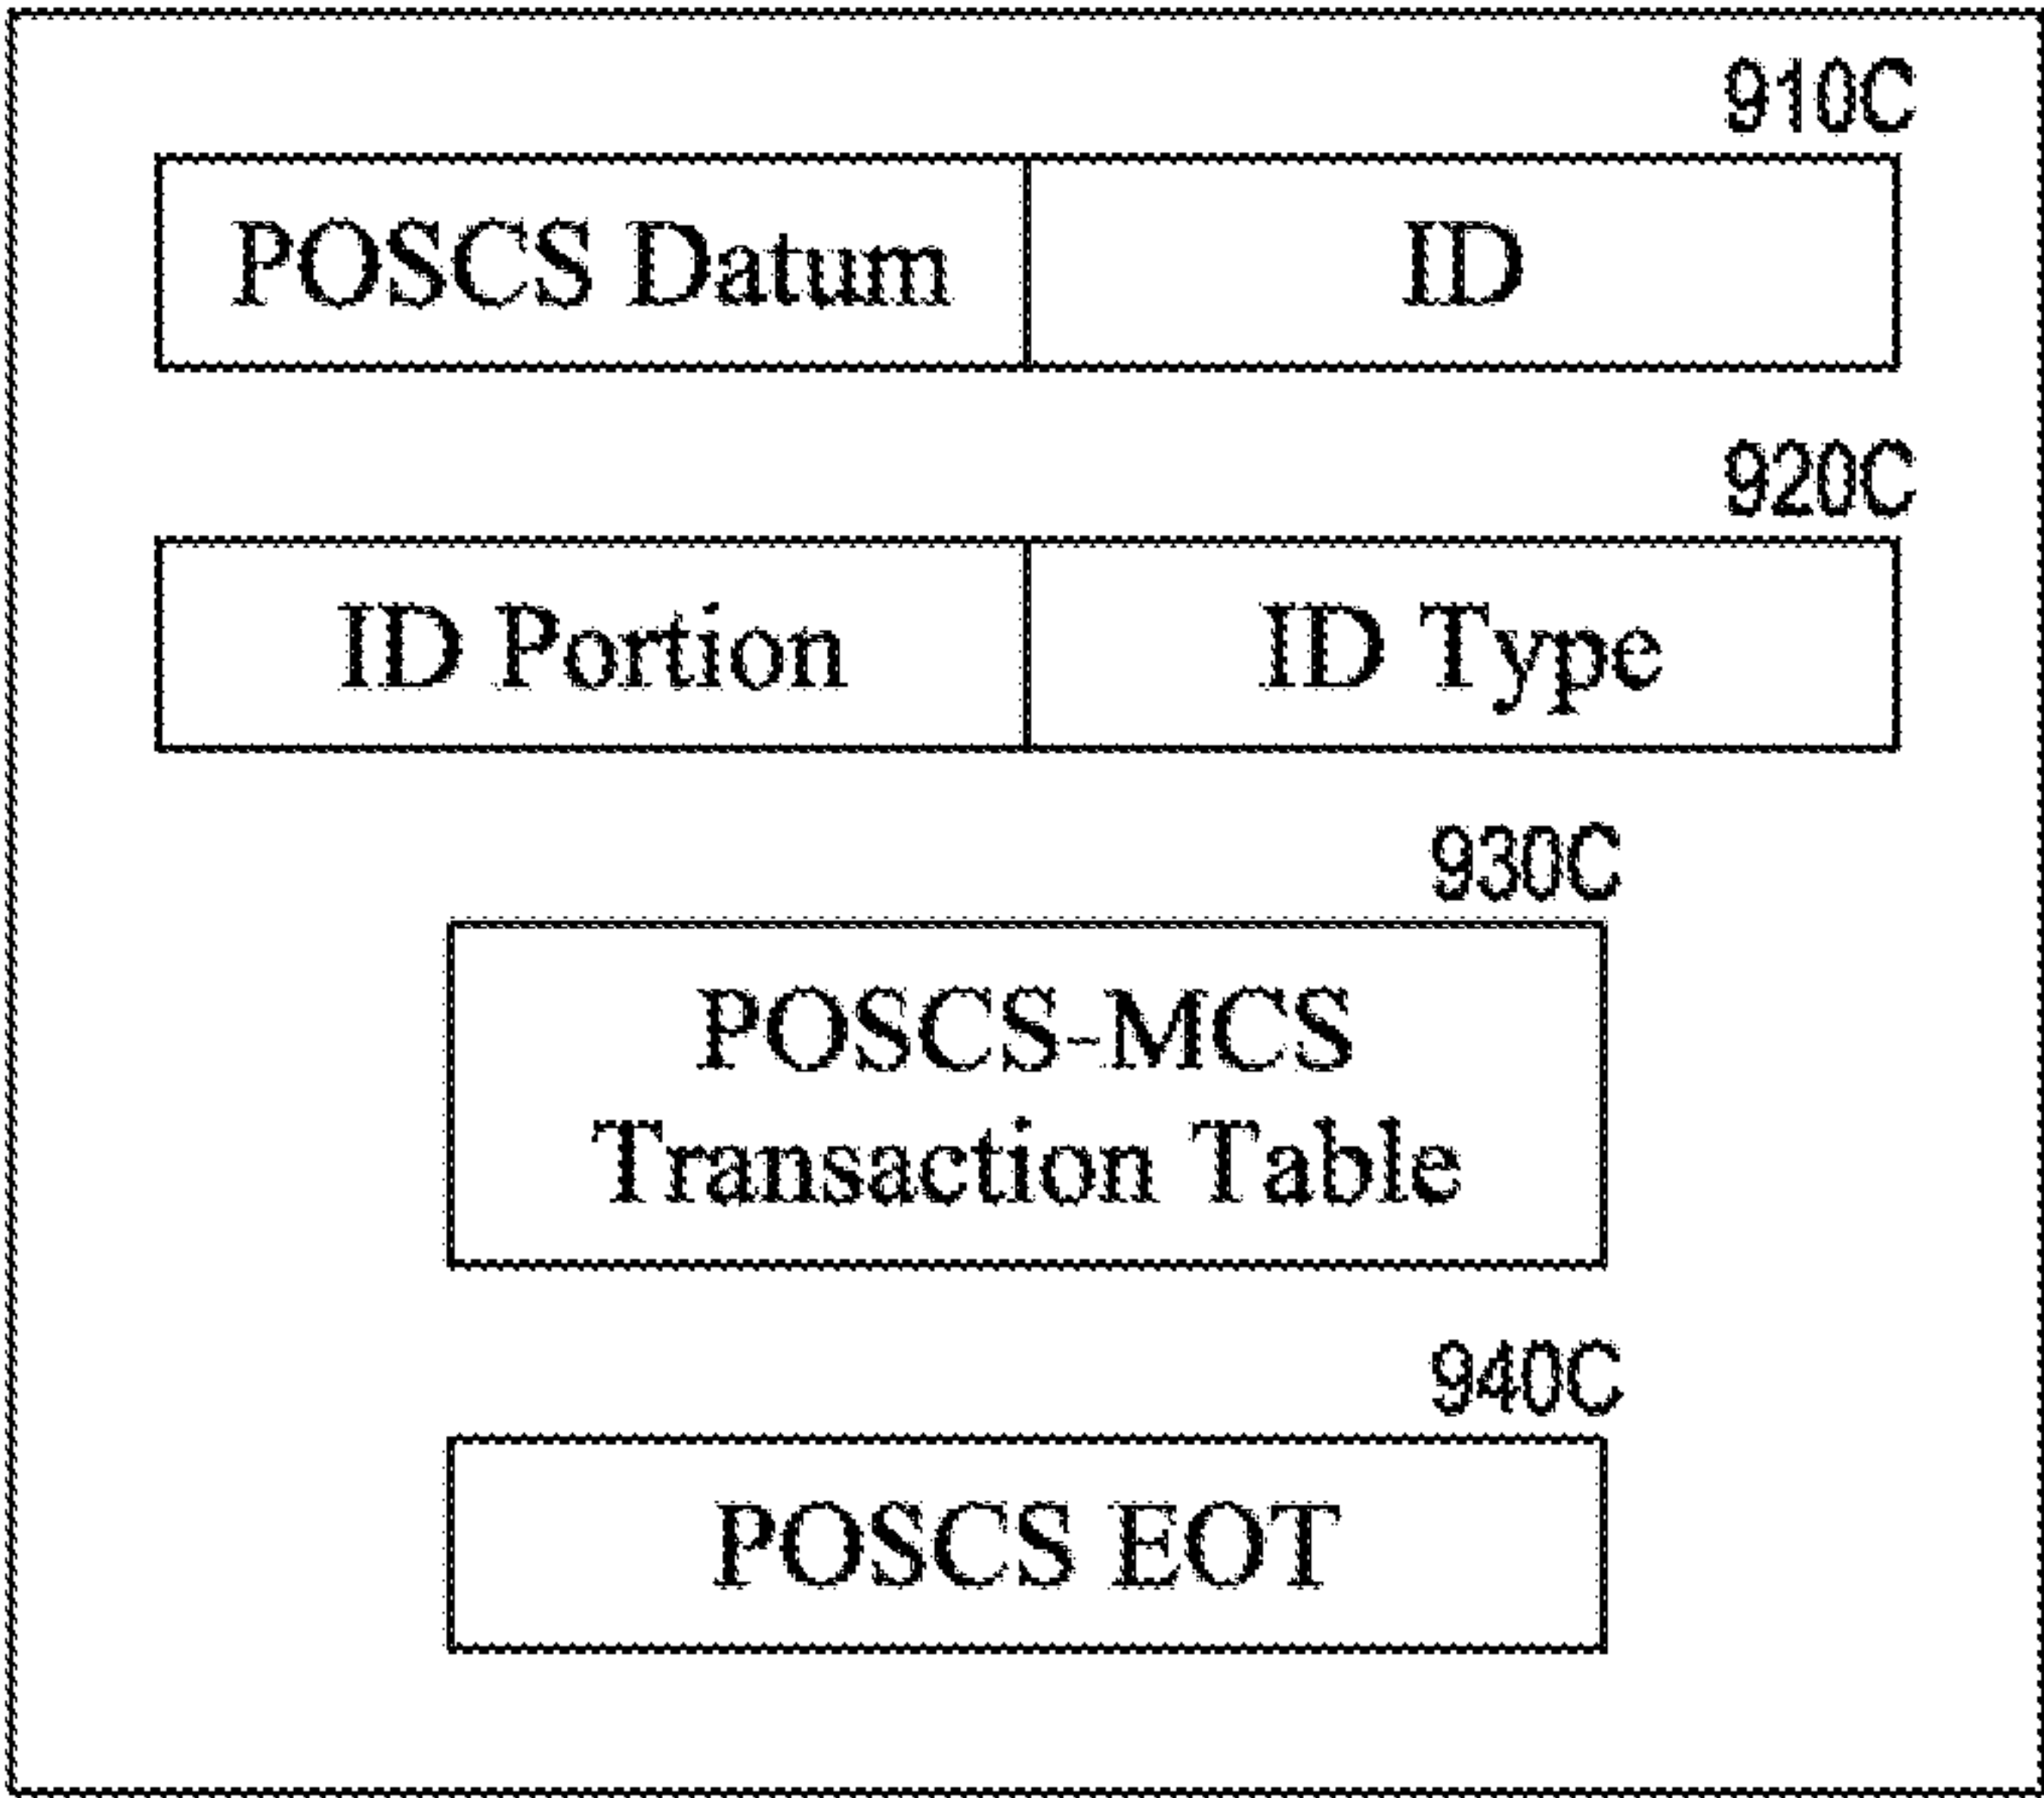 910C
POSCS Datum ID
920C
ID Portion ID Type
930C
POSCS-MCS
Transaction Table
940C
POSCS EOT